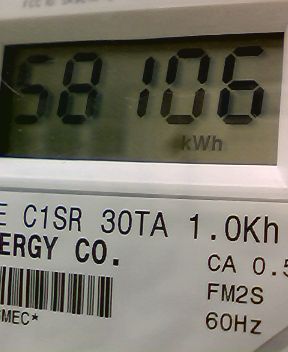 58106
kWh
E C1SR 30TA 1.0Kh
ERGY CO.
CA 0.5
FM2S
MEC*
60Hz